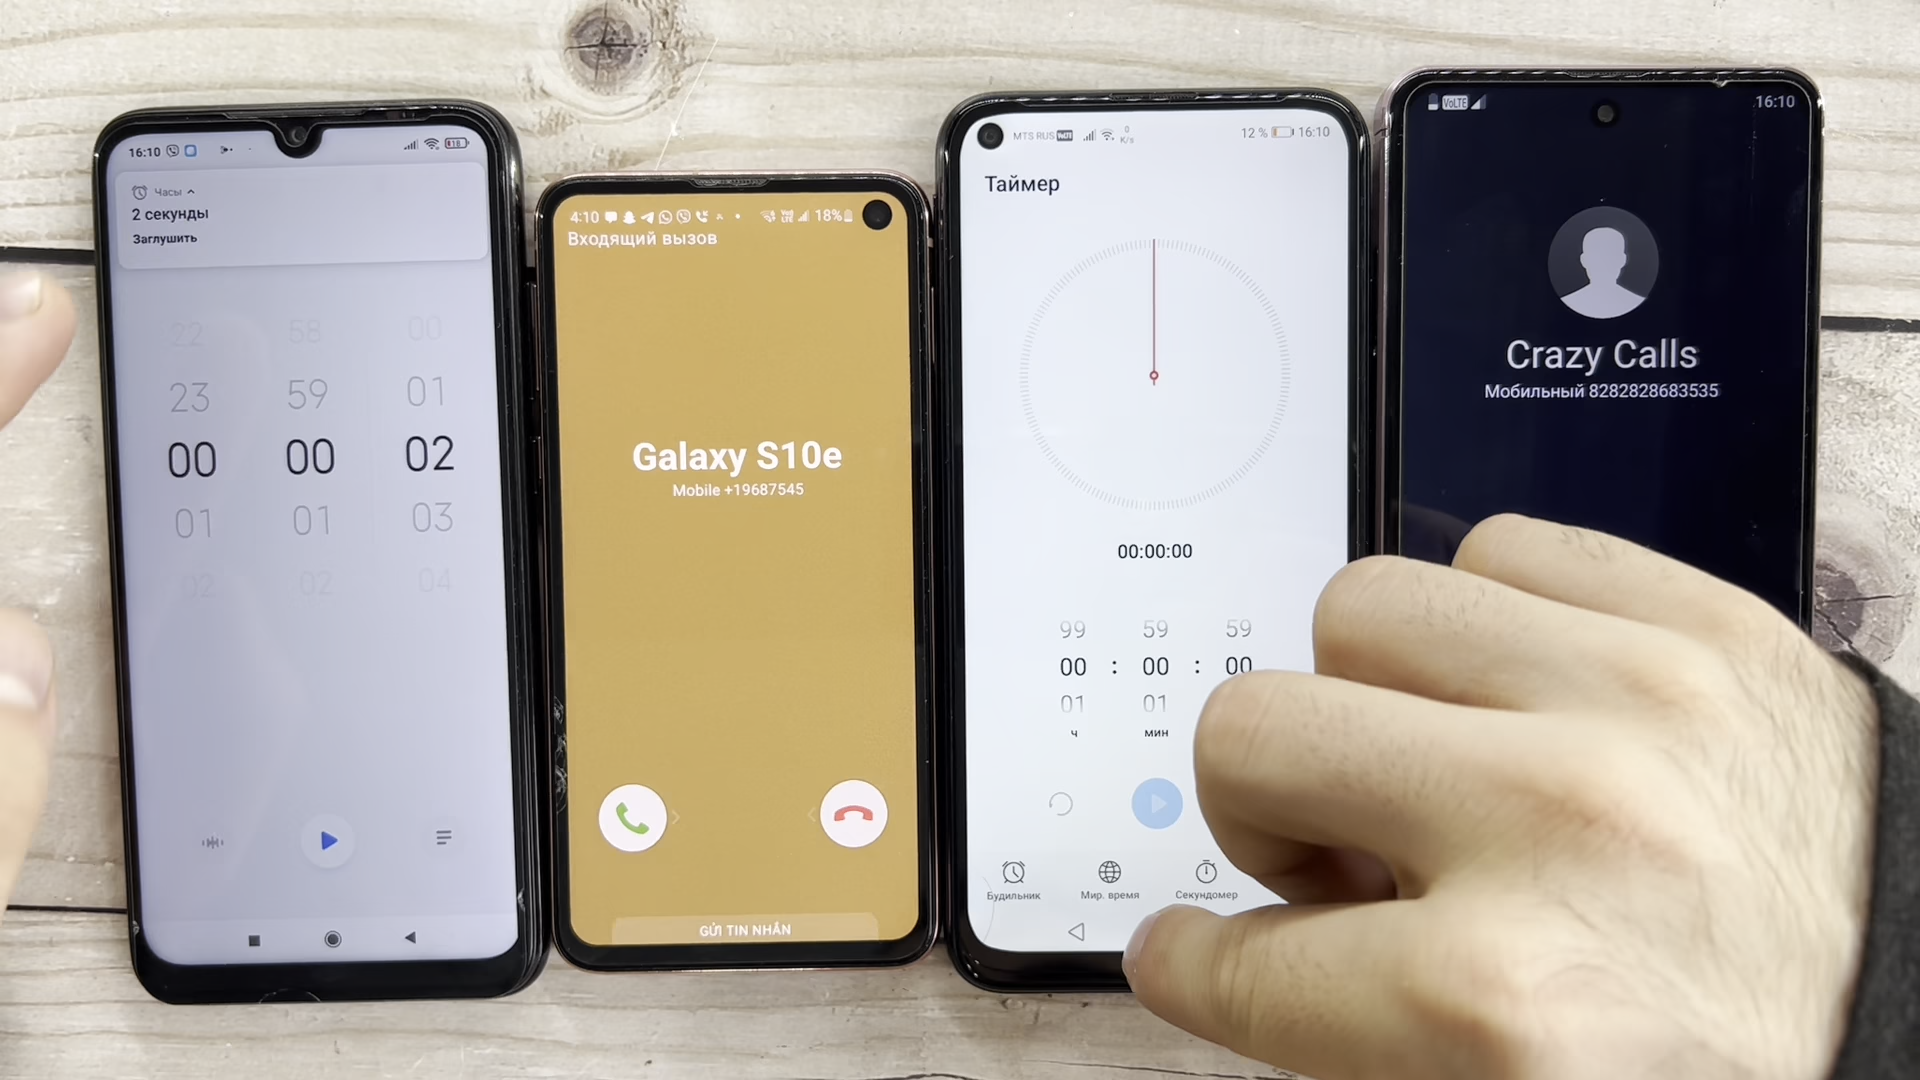 16:10
18
Часы
2 секунды
Заглушить
22 58 00
23 59 01
00 00 02
01 01 03
02 02 04
4:10
18%
Входящий вызов
Galaxy S10e
Mobile +19687545
GỬI TIN NHẮN
MTS RUS
0 K/s
12 %
16:10
Таймер
00:00:00
99 59 59
00 : 00 : 00
01 01
ч мин
Будильник Мир. время Секундомер
VoLTE
16:10
Crazy Calls
Мобильный 8282828683535